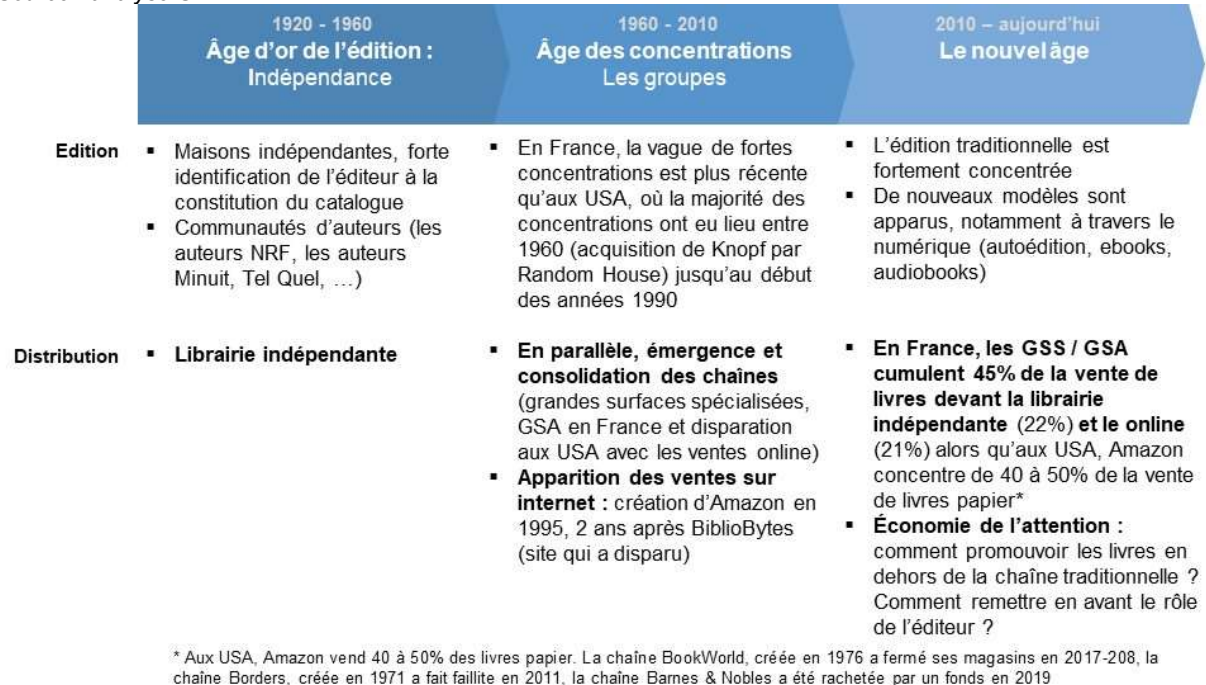 1920 - 1960
Âge d'or de l'édition :
Indépendance
1960 - 2010
Âge des concentrations
Les groupes
2010 – aujourd'hui
Le nouvel âge
Edition
▪ Maisons indépendantes, forte
identification de l'éditeur à la
constitution du catalogue
▪ Communautés d'auteurs (les
auteurs NRF, les auteurs
Minuit, Tel Quel, …)
▪ En France, la vague de fortes
concentrations est plus récente
qu'aux USA, où la majorité des
concentrations ont eu lieu entre
1960 (acquisition de Knopf par
Random House) jusqu'au début
des années 1990
▪ L'édition traditionnelle est
fortement concentrée
▪ De nouveaux modèles sont
apparus, notamment à travers le
numérique (autoédition, ebooks,
audiobooks)
Distribution
▪ Librairie indépendante
▪ En parallèle, émergence et
consolidation des chaînes
(grandes surfaces spécialisées,
GSA en France et disparation
aux USA avec les ventes online)
▪ Apparition des ventes sur
internet : création d'Amazon en
1995, 2 ans après BiblioBytes
(site qui a disparu)
▪ En France, les GSS / GSA
cumulent 45% de la vente de
livres devant la librairie
indépendante (22%) et le online
(21%) alors qu'aux USA, Amazon
concentre de 40 à 50% de la vente
de livres papier*
▪ Économie de l'attention :
comment promouvoir les livres en
dehors de la chaîne traditionnelle ?
Comment remettre en avant le rôle
de l'éditeur ?
* Aux USA, Amazon vend 40 à 50% des livres papier. La chaîne BookWorld, créée en 1976 a fermé ses magasins en 2017-208, la
chaîne Borders, créée en 1971 a fait faillite en 2011, la chaîne Barnes & Nobles a été rachetée par un fonds en 2019